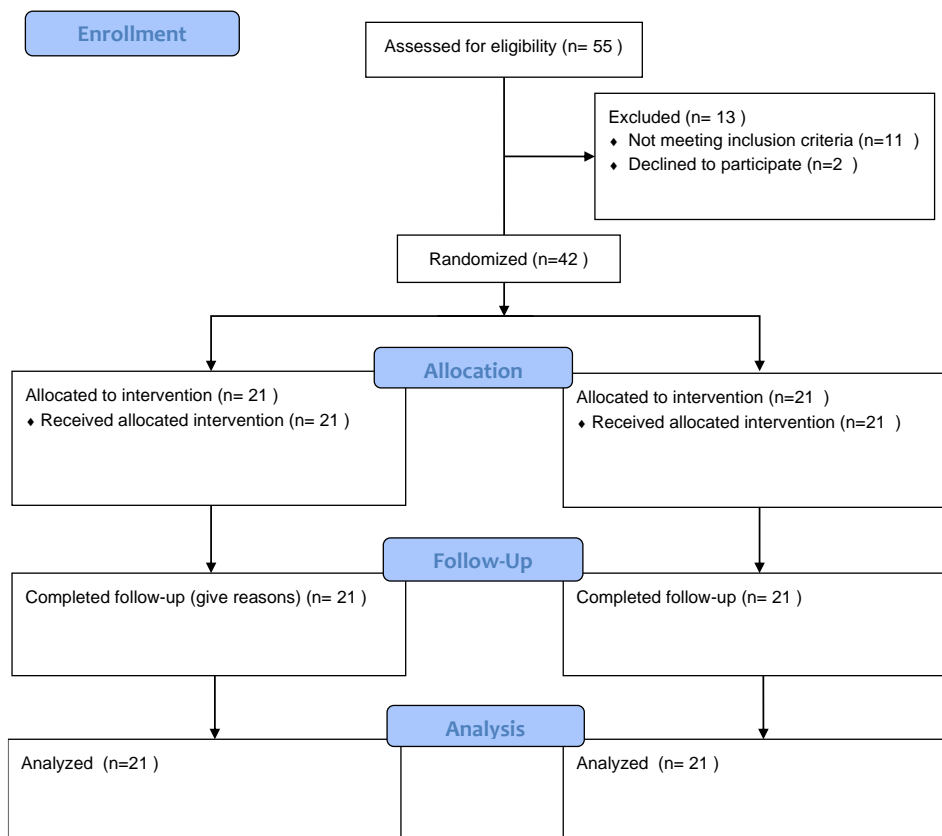 Enrollment
Assessed for eligibility (n= 55 )
Excluded (n= 13 )
♦ Not meeting inclusion criteria (n=11 )
♦ Declined to participate (n=2 )
Randomized (n=42 )
Allocation
Allocated to intervention (n= 21 )
♦ Received allocated intervention (n= 21 )
Allocated to intervention (n=21 )
♦ Received allocated intervention (n=21 )
Follow-Up
Completed follow-up (give reasons) (n= 21 )
Completed follow-up (n= 21 )
Analysis
Analyzed (n=21 )
Analyzed (n= 21 )